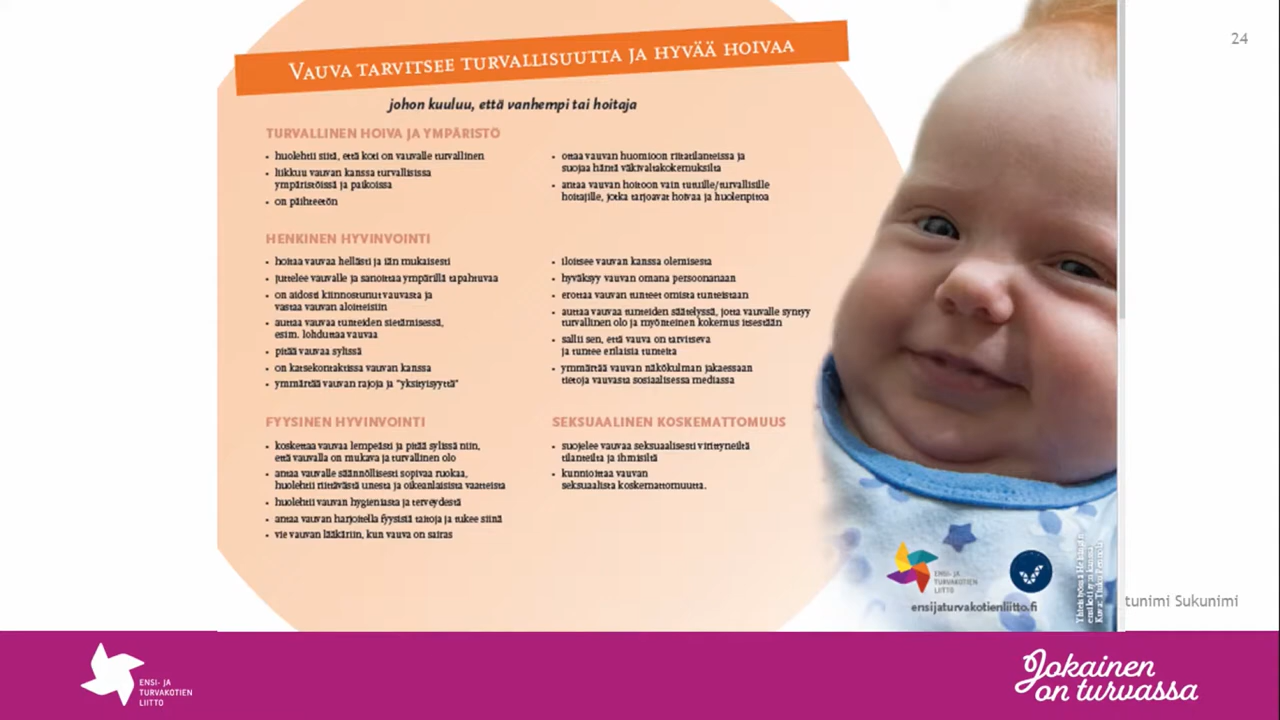 24
VAUVA TARVITSEE TURVALLISUUTTA JA HYVÄÄ HOIVAA
johon kuuluu, että vanhempi tai hoitaja
TURVALLINEN HOIVA JA YMPÄRISTÖ
• huolehtii siitä, että koti on vauvalle turvallinen
• liikkuu vauvan kanssa turvallisissa
ympäristöissä ja paikoissa
• on päihteetön
• ottaa vauvan huomioon riitatilanteissa ja
suojaa häntä väkivaltakokemuksilta
• antaa vauvan hoitoon vain tutuille/turvallisille
hoitajille, jotka tarjoavat hoivaa ja huolenpitoa
HENKINEN HYVINVOINTI
• hoitaa vauvaa hellästi ja iän mukaisesti
• juttelee vauvalle ja sanoittaa ympärillä tapahtuvaa
• on aidosti kiinnostunut vauvasta ja
vastaa vauvan aloitteisiin
• auttaa vauvaa tunteiden sietämisessä,
esim. lohduttaa vauvaa
• pitää vauvaa sylissä
• on katsekontaktissa vauvan kanssa
• ymmärtää vauvan rajoja ja "yksityisyyttä"
• iloitsee vauvan kanssa olemisesta
• hyväksyy vauvan omana persoonanaan
• erottaa vauvan tunteet omista tunteistaan
• auttaa vauvaa tunteiden säätelyssä, jotta vauvalle syntyy
turvallinen olo ja myönteinen kokemus itsestään
• sallii sen, että vauva on tarvitseva
ja tuntee erilaisia tunteita
• ymmärtää vauvan näkökulman jakaessaan
tietoja vauvasta sosiaalisessa mediassa
FYYSINEN HYVINVOINTI
• koskettaa vauvaa lempeästi ja pitää sylissä niin,
että vauvalla on mukava ja turvallinen olo
• antaa vauvalle säännöllisesti sopivaa ruokaa,
huolehtii riittävästä unesta ja oikeanlaisista vaatteista
• huolehtii vauvan hygieniasta ja terveydestä
• antaa vauvan harjoitella fyysisiä taitoja ja tukee siinä
• vie vauvan lääkäriin, kun vauva on sairas
SEKSUAALINEN KOSKEMATTOMUUS
• suojelee vauvaa seksuaalisesti virittyneiltä
tilanteilta ja ihmisiltä
• kunnioittaa vauvan
seksuaalista koskemattomuutta.
ENSI- JA
TURVAKOTIEN
LIITTO
ensijaturvakotienliitto.fi
tunimi Sukunimi
ENSI- JA
TURVAKOTIEN
LIITTO
Jokainen
on turvassa